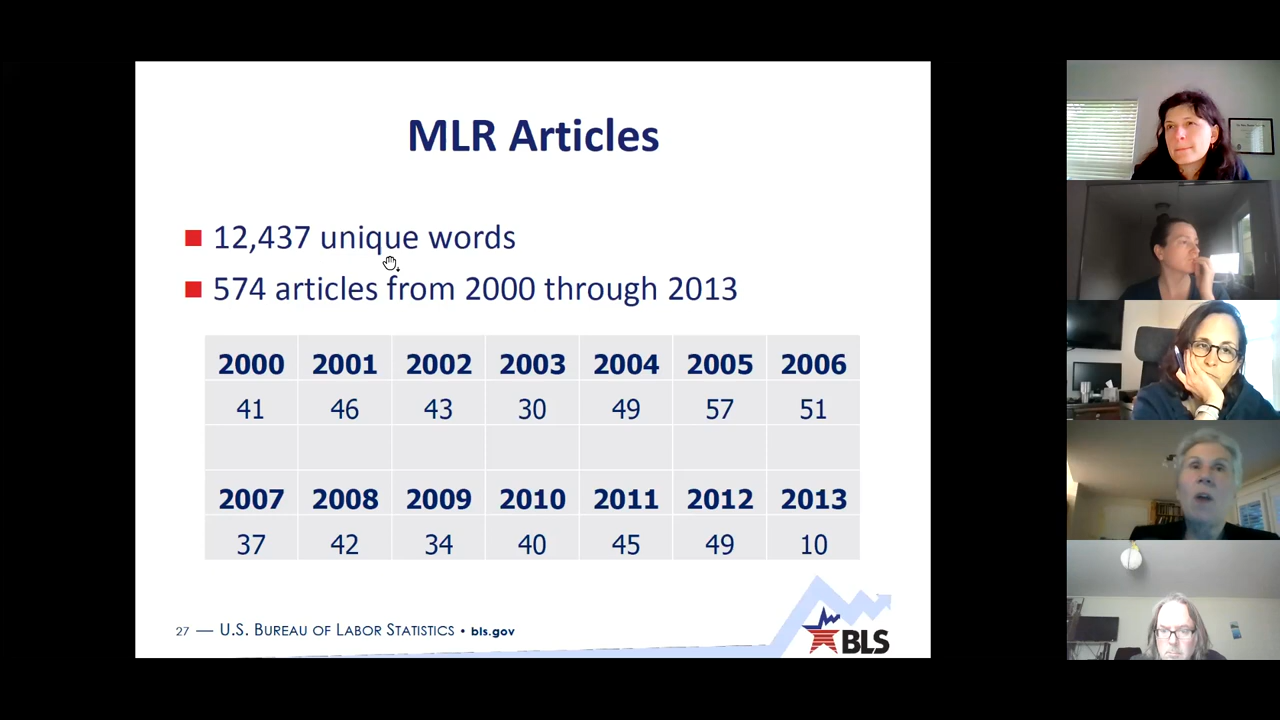 MLR Articles
12,437 unique words
574 articles from 2000 through 2013
2000 2001 2002 2003 2004 2005 2006
41 46 43 30 49 57 51
2007 2008 2009 2010 2011 2012 2013
37 42 34 40 45 49 10
27 — U.S. BUREAU OF LABOR STATISTICS • bls.gov
BLS